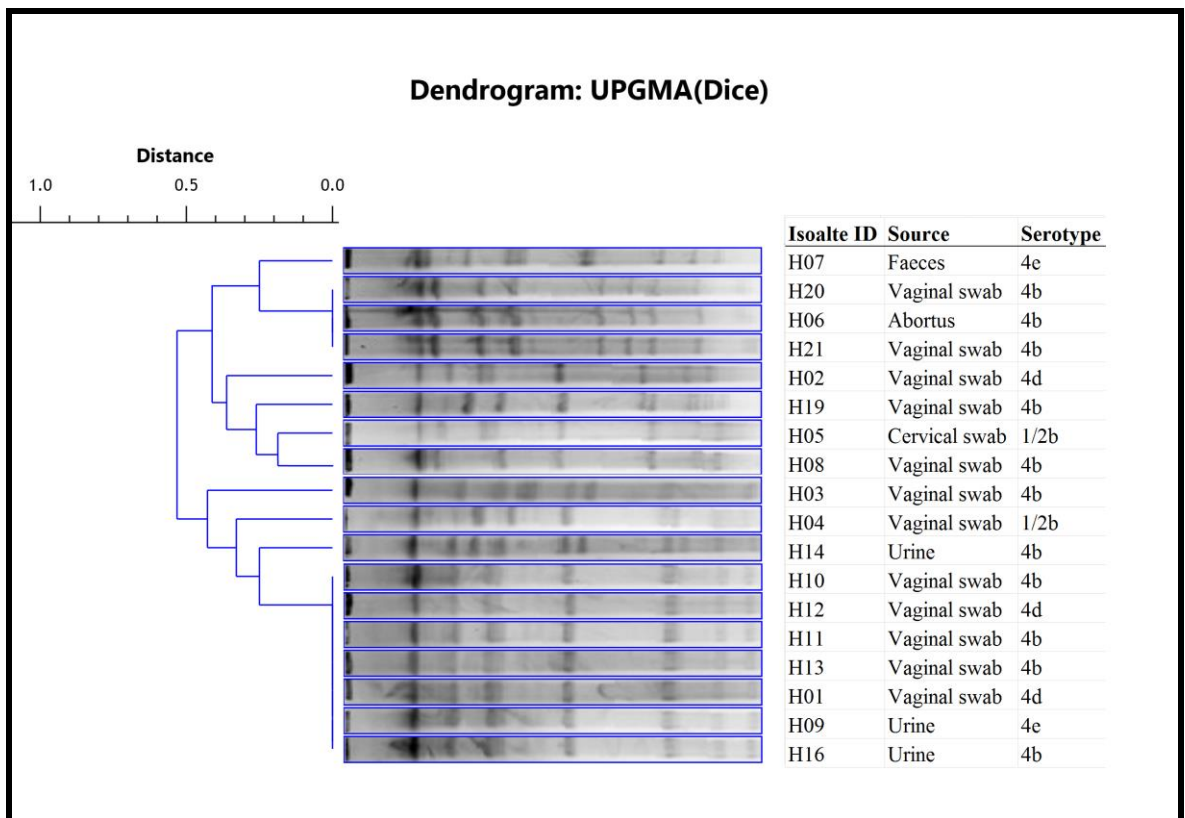 Dendrogram: UPGMA(Dice)
Distance
1.0 0.5 0.0
Isoalte ID Source Serotype
H07 Faeces 4e
H20 Vaginal swab 4b
H06 Abortus 4b
H21 Vaginal swab 4b
H02 Vaginal swab 4d
H19 Vaginal swab 4b
H05 Cervical swab 1/2b
H08 Vaginal swab 4b
H03 Vaginal swab 4b
H04 Vaginal swab 1/2b
H14 Urine 4b
H10 Vaginal swab 4b
H12 Vaginal swab 4d
H11 Vaginal swab 4b
H13 Vaginal swab 4b
H01 Vaginal swab 4d
H09 Urine 4e
H16 Urine 4b